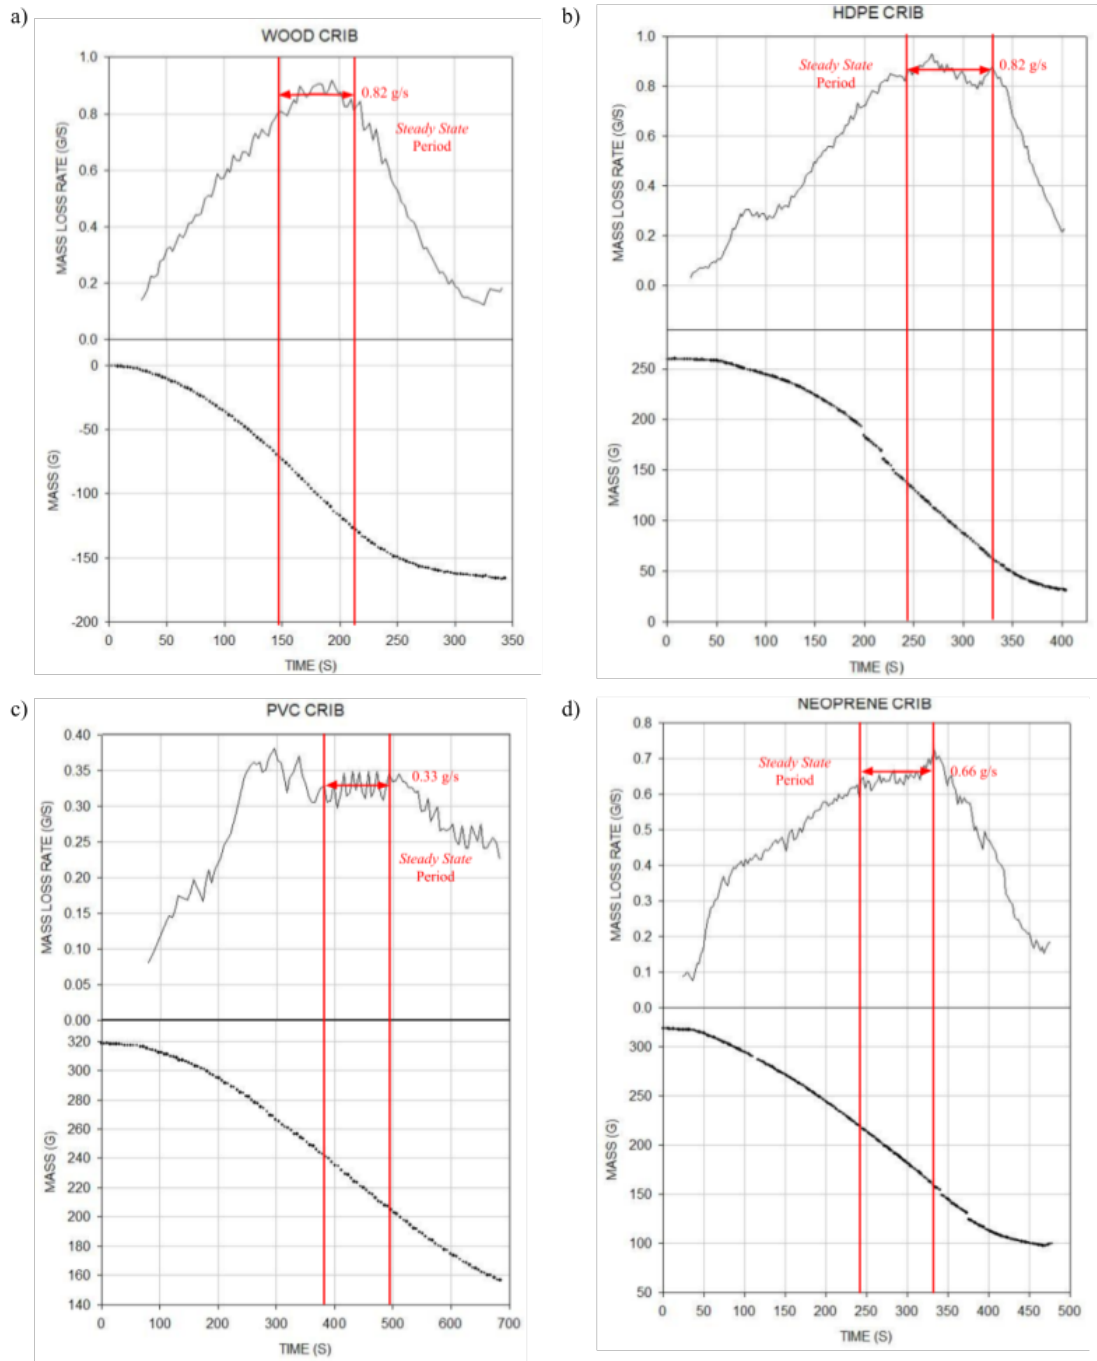 a)
WOOD CRIB
MASS LOSS RATE (G/S)
1.0
0.8
0.6
0.4
0.2
0.0
0.82 g/s
Steady State
Period
MASS (G)
0
-50
-100
-150
-200
0 50 100 150 200 250 300 350
TIME (S)
b)
HDPE CRIB
MASS LOSS RATE (G/S)
1.0
0.8
0.6
0.4
0.2
0.0
Steady State
Period
0.82 g/s
MASS (G)
250
200
150
100
50
0
0 50 100 150 200 250 300 350 400
TIME (S)
c)
PVC CRIB
MASS LOSS RATE (G/S)
0.40
0.35
0.30
0.25
0.20
0.15
0.10
0.05
0.00
0.33 g/s
Steady State
Period
MASS (G)
320
300
280
260
240
220
200
180
160
140
0 100 200 300 400 500 600 700
TIME (S)
d)
NEOPRENE CRIB
MASS LOSS RATE (G/S)
0.8
0.7
0.6
0.5
0.4
0.3
0.2
0.1
0.0
Steady State
Period
0.66 g/s
MASS (G)
300
250
200
150
100
50
0 50 100 150 200 250 300 350 400 450 500
TIME (S)